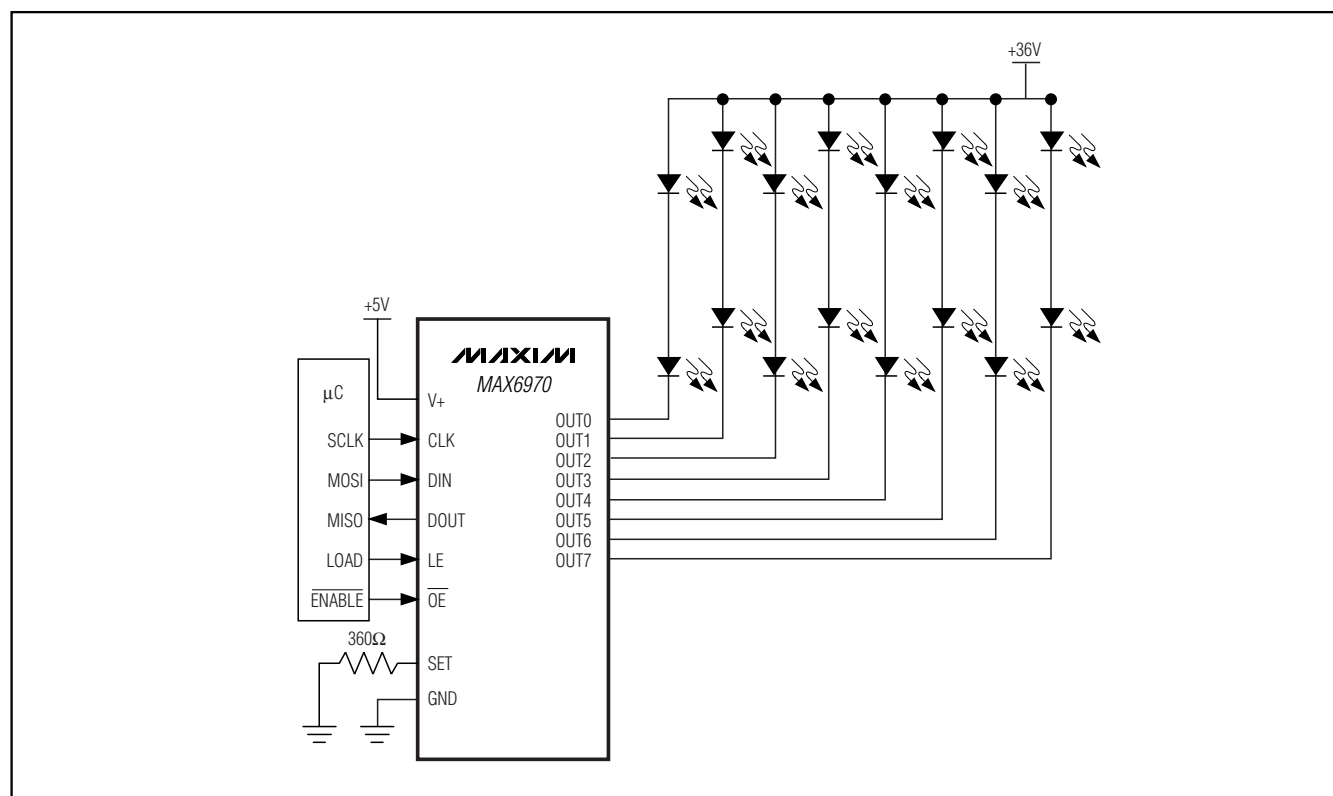 +36V
+5V
MAXIM
MAX6970
µC
SCLK
MOSI
MISO
LOAD
ENABLE
V+
CLK
DIN
DOUT
LE
OE
SET
GND
360Ω
OUT0
OUT1
OUT2
OUT3
OUT4
OUT5
OUT6
OUT7